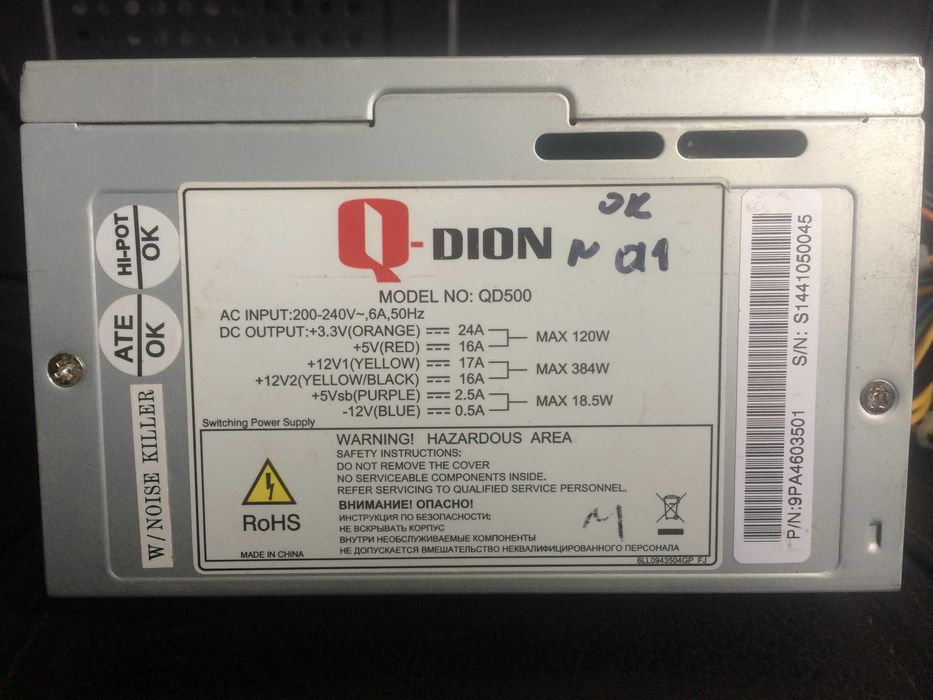 HI-POT
OK
ATE
OK
W/NOISE KILLER
Q-DION
OK
MODEL NO: QD500
AC INPUT:200-240V~,6A,50Hz
DC OUTPUT:+3.3V(ORANGE) 24A
+5V(RED) 16A
MAX 120W
+12V1(YELLOW) 17A
+12V2(YELLOW/BLACK) 16A
MAX 384W
+5Vsb(PURPLE) 2.5A
-12V(BLUE) 0.5A
MAX 18.5W
Switching Power Supply
WARNING! HAZARDOUS AREA
SAFETY INSTRUCTIONS:
DO NOT REMOVE THE COVER
NO SERVICEABLE COMPONENTS INSIDE.
REFER SERVICING TO QUALIFIED SERVICE PERSONNEL.
ВНИМАНИЕ! ОПАСНО!
ИНСТРУКЦИЯ ПО БЕЗОПАСНОСТИ:
НЕ ВСКРЫВАТЬ КОРПУС
ВНУТРИ НЕОБСЛУЖИВАЕМЫЕ КОМПОНЕНТЫ
НЕ ДОПУСКАЕТСЯ ВМЕШАТЕЛЬСТВО НЕКВАЛИФИЦИРОВАННОГО ПЕРСОНАЛА
RoHS
MADE IN CHINA
6LL0943504GP FJ
P/N:9PA4603501 S/N: S1441050045